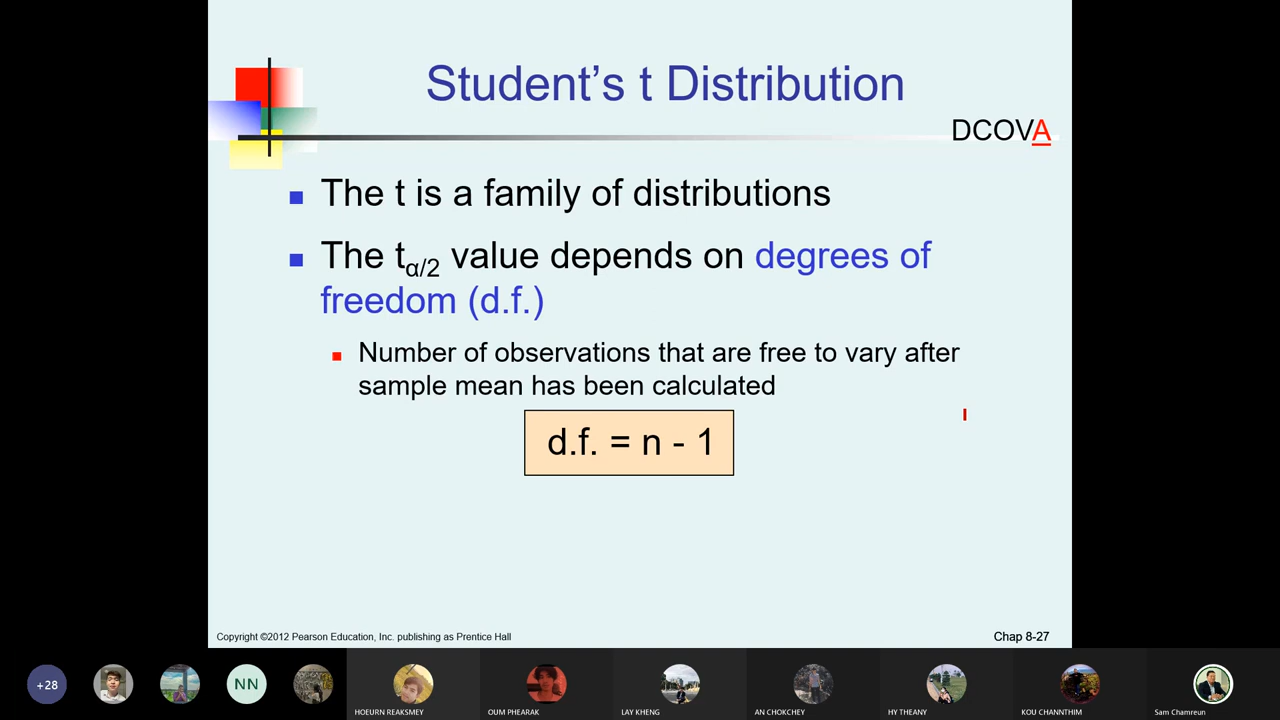 Student's t Distribution
DCOVA
The t is a family of distributions
The tα/2 value depends on degrees of
freedom (d.f.)
Number of observations that are free to vary after
sample mean has been calculated
d.f. = n - 1
Copyright ©2012 Pearson Education, Inc. publishing as Prentice Hall
Chap 8-27
+28
NN
HOEURN REAKSMEY
OUM PHEARAK
LAY KHENG
AN CHOKCHEY
HY THEANY
KOU CHANNTHIM
Sam Chamreun